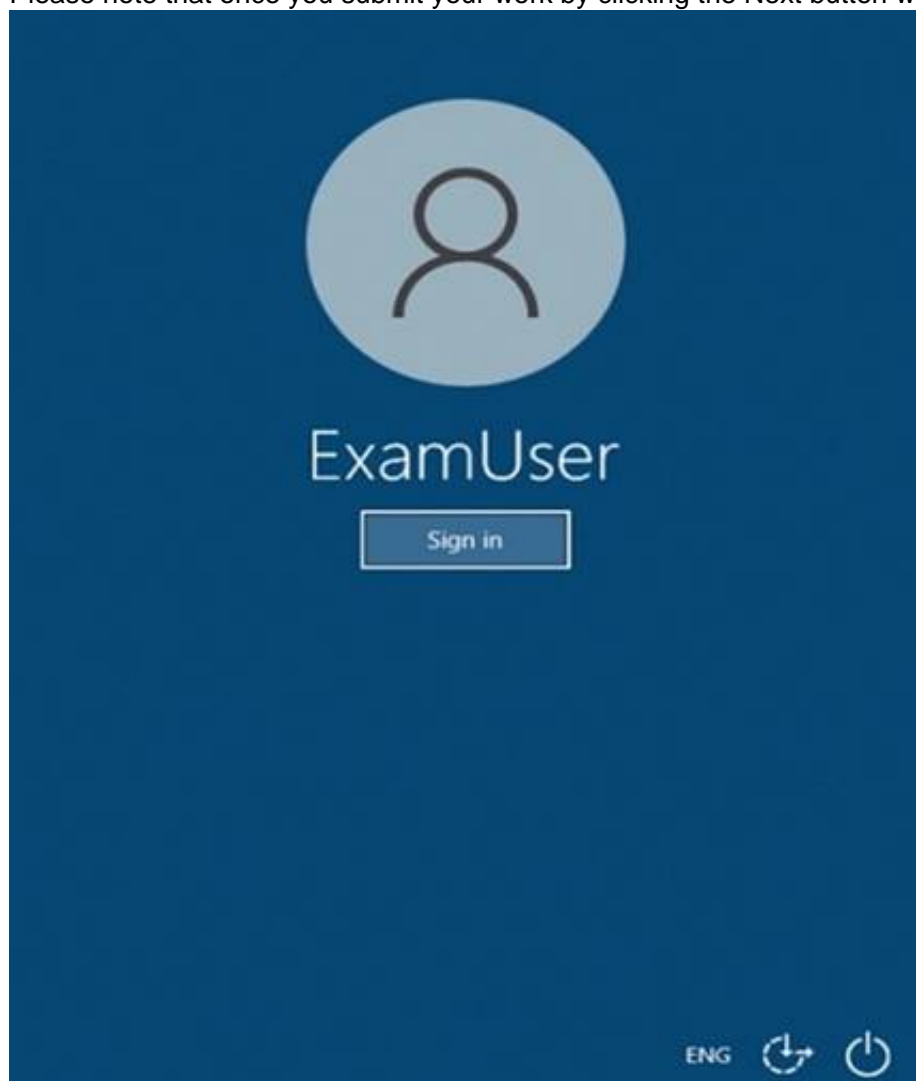 Please note that once you submit your work by clicking the Next button w
ExamUser
Sign in
ENG